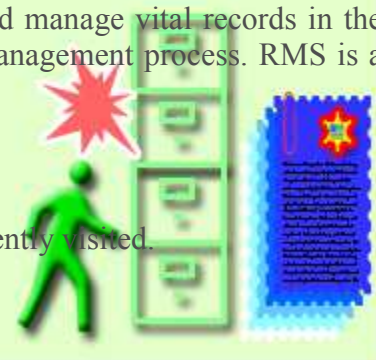 d manage vital records in the
anagement process. RMS is a
ently visited.